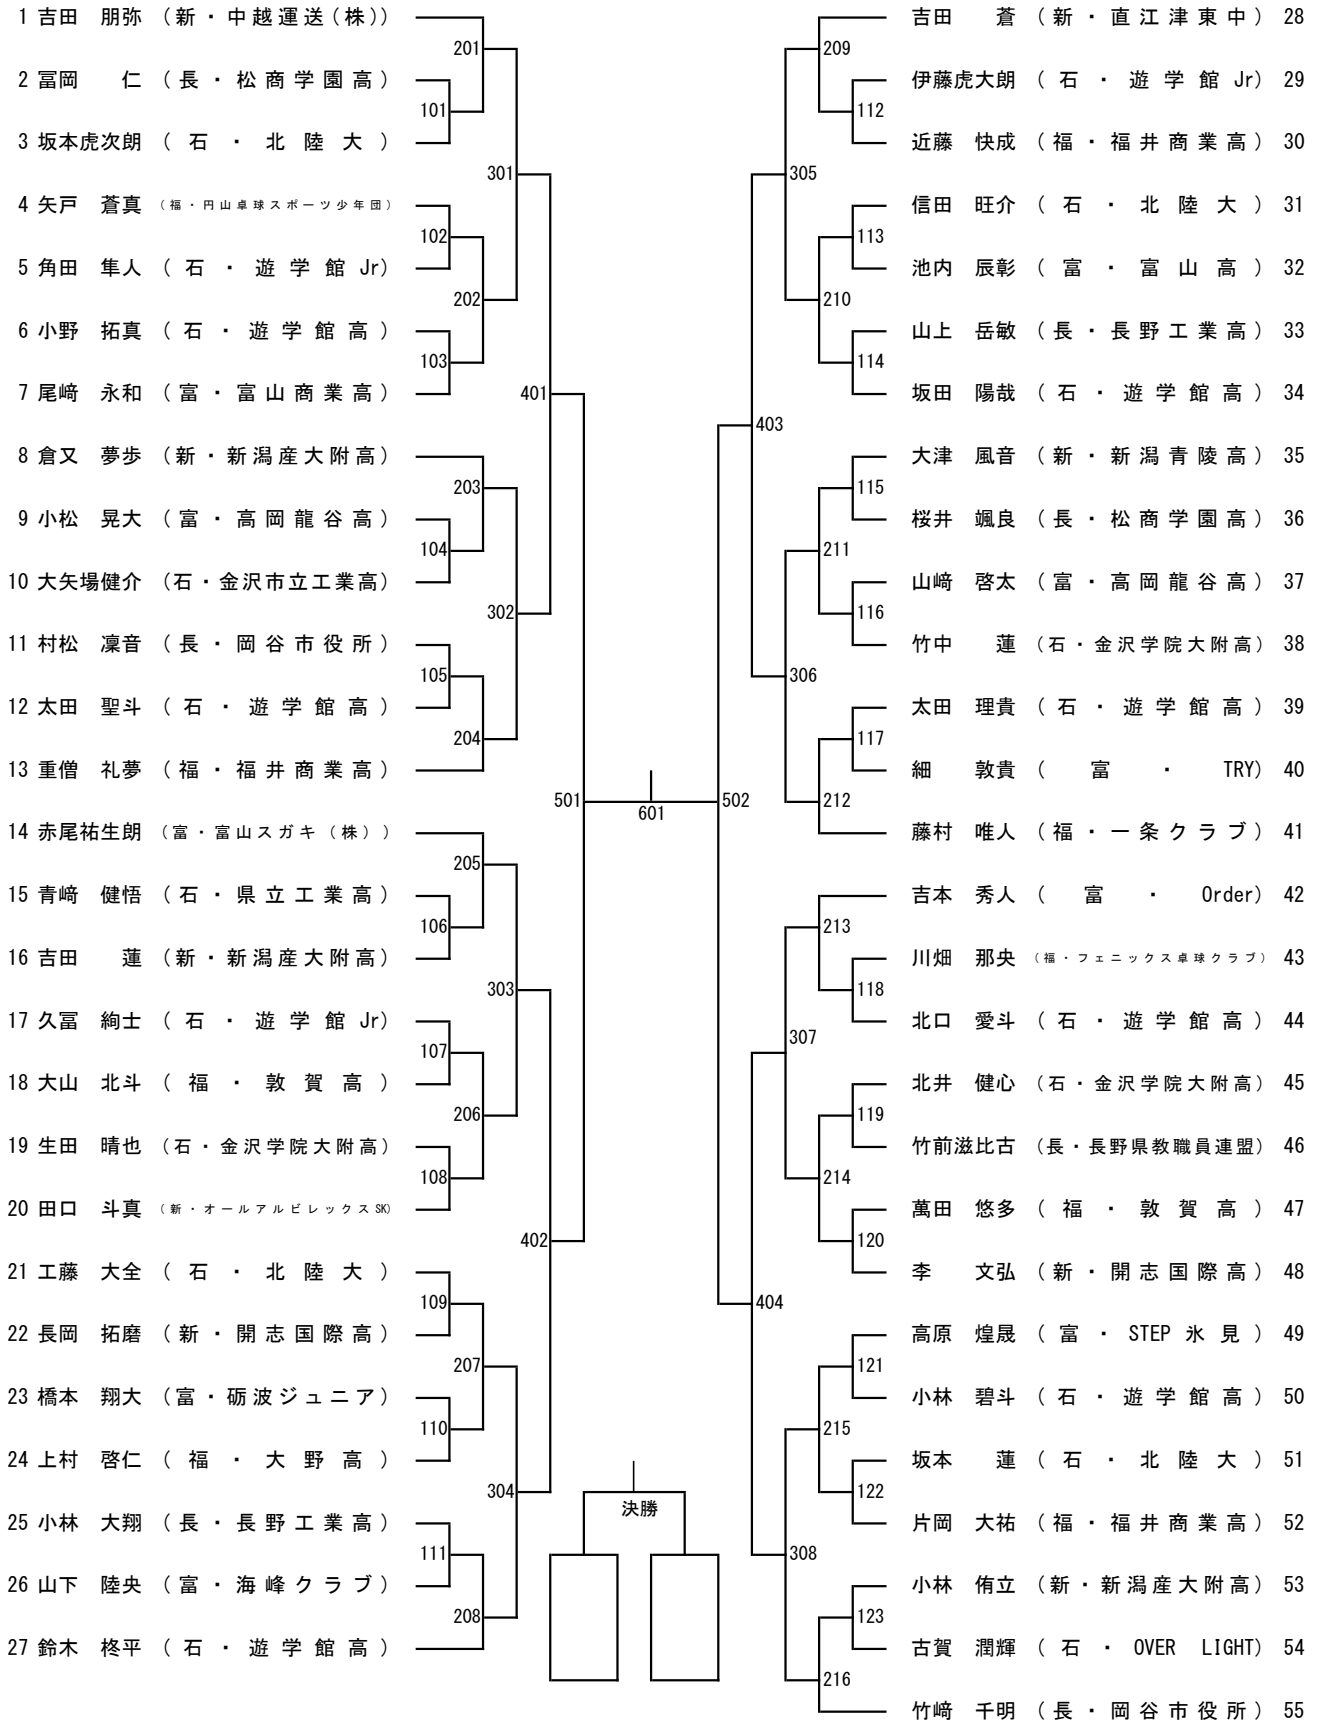 1 吉田 朋弥 (新・中越運送(株))
201
2 冨岡 仁 (長・松商学園高)
101
3 坂本虎次朗 (石・北陸大)
301
4 矢戸 蒼真 (福・円山卓球スポーツ少年団)
102
5 角田 隼人 (石・遊学館Jr)
202
6 小野 拓真 (石・遊学館高)
103
7 尾﨑 永和 (富・富山商業高)
401
8 倉又 夢歩 (新・新潟産大附高)
203
9 小松 晃大 (富・高岡龍谷高)
104
10 大矢場健介 (石・金沢市立工業高)
302
11 村松 凜音 (長・岡谷市役所)
105
12 太田 聖斗 (石・遊学館高)
204
13 重僧 礼夢 (福・福井商業高)
501
14 赤尾祐生朗 (富・富山スガキ(株))
205
15 青﨑 健悟 (石・県立工業高)
106
16 吉田 蓮 (新・新潟産大附高)
303
17 久冨 絢士 (石・遊学館Jr)
107
18 大山 北斗 (福・敦賀高)
206
19 生田 晴也 (石・金沢学院大附高)
108
20 田口 斗真 (新・オールアルビレックスSK)
402
21 工藤 大全 (石・北陸大)
109
22 長岡 拓磨 (新・開志国際高)
207
23 橋本 翔大 (富・砺波ジュニア)
110
24 上村 啓仁 (福・大野高)
304
25 小林 大翔 (長・長野工業高)
111
26 山下 陸央 (富・海峰クラブ)
208
27 鈴木 柊平 (石・遊学館高)
601
決勝
吉田 蒼 (新・直江津東中) 28
209
伊藤虎大朗 (石・遊学館Jr) 29
112
近藤 快成 (福・福井商業高) 30
305
信田 旺介 (石・北陸大) 31
113
池内 辰彰 (富・富山高) 32
210
山上 岳敏 (長・長野工業高) 33
114
坂田 陽哉 (石・遊学館高) 34
403
大津 風音 (新・新潟青陵高) 35
115
桜井 颯良 (長・松商学園高) 36
211
山﨑 啓太 (富・高岡龍谷高) 37
116
竹中 蓮 (石・金沢学院大附高) 38
306
太田 理貴 (石・遊学館高) 39
117
細 敦貴 (富・TRY) 40
502
212
藤村 唯人 (福・一条クラブ) 41
吉本 秀人 (富・Order) 42
213
川畑 那央 (福・フェニックス卓球クラブ) 43
118
北口 愛斗 (石・遊学館高) 44
307
北井 健心 (石・金沢学院大附高) 45
119
竹前滋比古 (長・長野県教職員連盟) 46
214
萬田 悠多 (福・敦賀高) 47
120
李 文弘 (新・開志国際高) 48
404
高原 煌晟 (富・STEP氷見) 49
121
小林 碧斗 (石・遊学館高) 50
215
坂本 蓮 (石・北陸大) 51
122
片岡 大祐 (福・福井商業高) 52
308
小林 侑立 (新・新潟産大附高) 53
123
古賀 潤輝 (石・OVER LIGHT) 54
216
竹﨑 千明 (長・岡谷市役所) 55